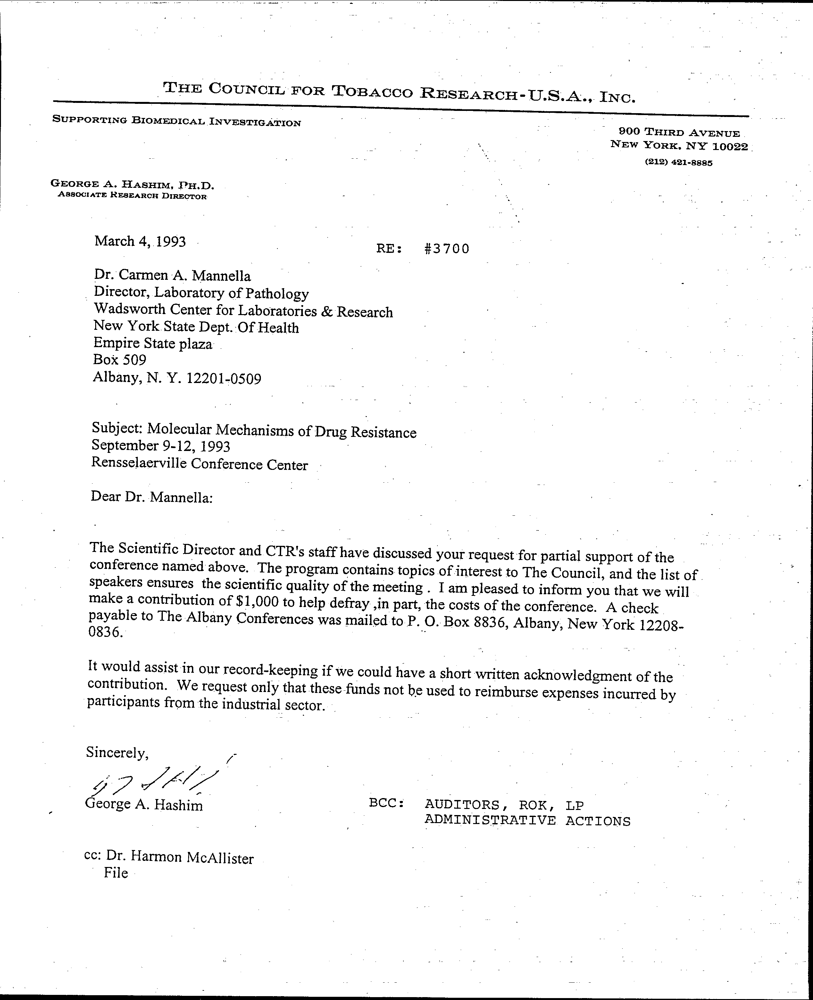 THE COUNCIL FOR TOBACCO RESEARCH-U.S.A., INC.
SUPPORTING BIOMEDICAL INVESTIGATION
900 THIRD AVENUE
NEW YORK, NY 10022
(212) 421-8885
GEORGE A. HASHIM, PH.D.
ASSOCIATE RESEARCH DIRECTOR
March 4, 1993
RE: #3700
Dr. Carmen A. Mannella
Director, Laboratory of Pathology
Wadsworth Center for Laboratories & Research
New York State Dept. Of Health
Empire State plaza
Box 509
Albany, N. Y. 12201-0509
Subject: Molecular Mechanisms of Drug Resistance
September 9-12, 1993
Rensselaerville Conference Center
Dear Dr. Mannella:
The Scientific Director and CTR's staff have discussed your request for partial support of the
conference named above. The program contains topics of interest to The Council, and the list of
speakers ensures the scientific quality of the meeting . I am pleased to inform you that we will
make a contribution of $1,000 to help defray ,in part, the costs of the conference. A check
payable to The Albany Conferences was mailed to P. O. Box 8836, Albany, New York 12208-
0836.
It would assist in our record-keeping if we could have a short written acknowledgment of the
contribution. We request only that these funds not be used to reimburse expenses incurred by
participants from the industrial sector.
Sincerely,
George A. Hashim
BCC: AUDITORS, ROK, LP
ADMINISTRATIVE ACTIONS
cc: Dr. Harmon McAllister
File